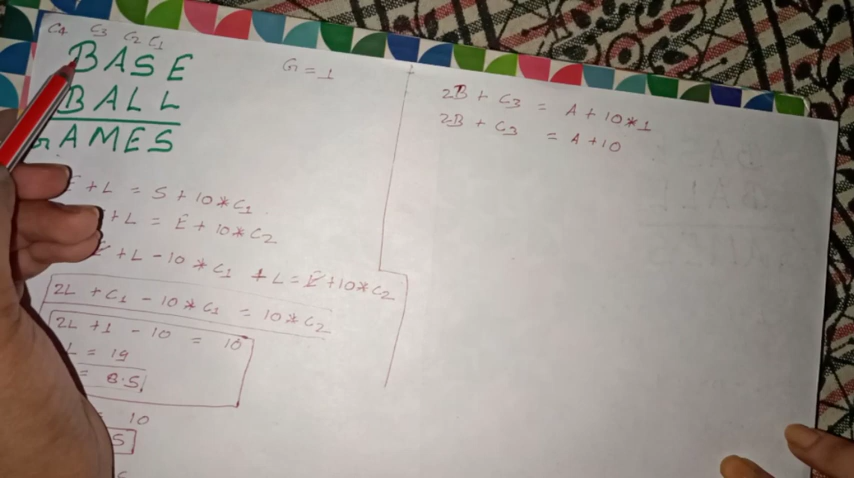 C4 C3 C2 C1
BASE
BALL
GAMES
G = 1
E + L = S + 10*C1
+ L = E + 10*C2
E + L - 10*C1 + L = E + 10*C2
2L + C1 - 10*C1 = 10*C2
2L + 1 - 10 = 10
L = 19
= 8.5
= 10
5
2B + C3 = A + 10*1
2B + C3 = A + 10